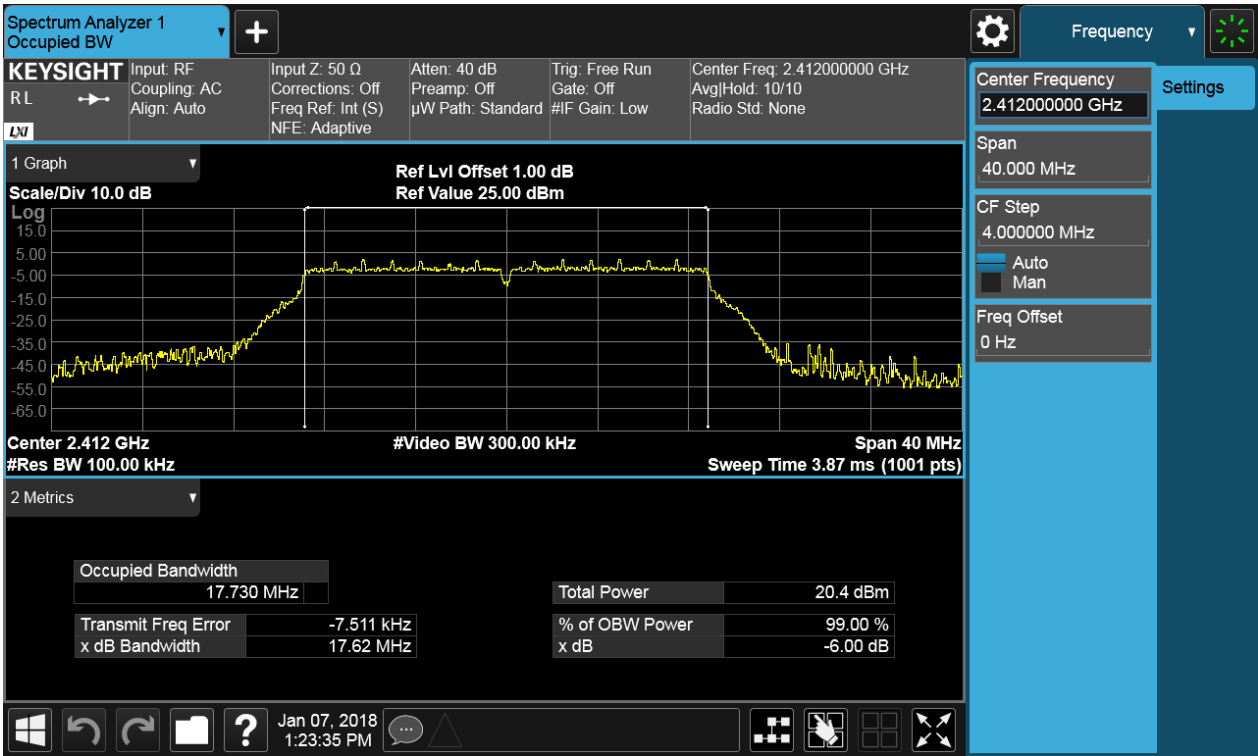 Spectrum Analyzer 1
Occupied BW
+
Frequency
KEYSIGHT
R L
LXI
Input: RF
Coupling: AC
Align: Auto
Input Z: 50 Ω
Corrections: Off
Freq Ref: Int (S)
NFE: Adaptive
Atten: 40 dB
Preamp: Off
µW Path: Standard
Trig: Free Run
Gate: Off
#IF Gain: Low
Center Freq: 2.412000000 GHz
Avg|Hold: 10/10
Radio Std: None
Center Frequency
2.412000000 GHz
Settings
Span
40.000 MHz
CF Step
4.000000 MHz
Auto
Man
Freq Offset
0 Hz
1 Graph
Scale/Div 10.0 dB
Ref Lvl Offset 1.00 dB
Ref Value 25.00 dBm
Log
15.0
5.00
-5.00
-15.0
-25.0
-35.0
-45.0
-55.0
-65.0
Center 2.412 GHz
#Video BW 300.00 kHz
Span 40 MHz
#Res BW 100.00 kHz
Sweep Time 3.87 ms (1001 pts)
2 Metrics
Occupied Bandwidth
17.730 MHz
Total Power 20.4 dBm
Transmit Freq Error -7.511 kHz
% of OBW Power 99.00 %
x dB Bandwidth 17.62 MHz
x dB -6.00 dB
?
Jan 07, 2018
1:23:35 PM